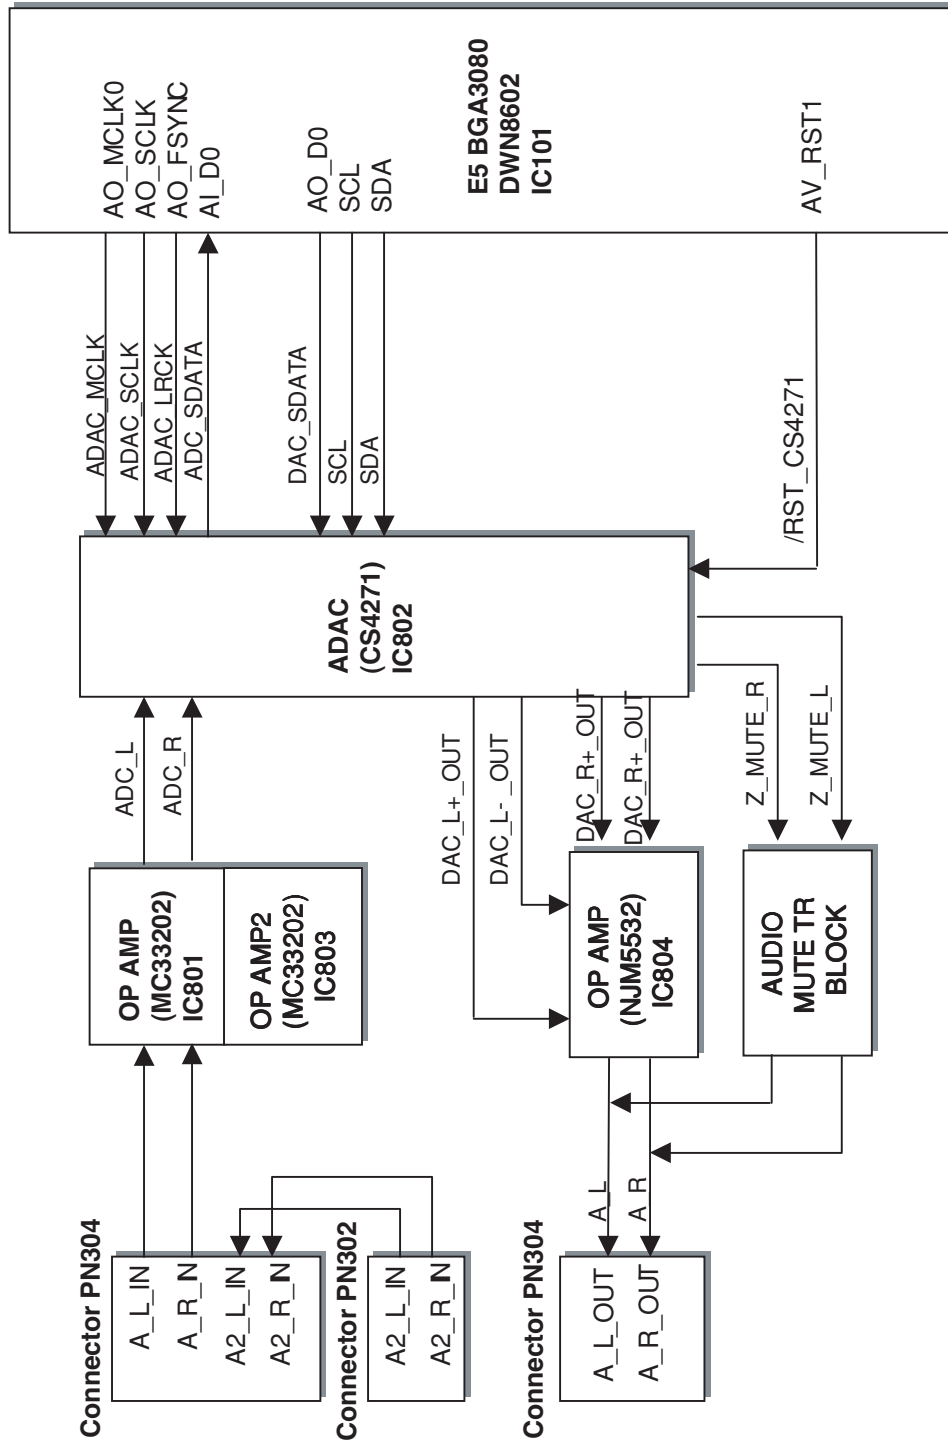 Connector PN304
A_L_IN
A_R_IN
A2_L_IN
A2_R_IN
Connector PN302
A2_L_IN
A2_R_IN
Connector PN304
A_L_OUT
A_R_OUT
A_L
A_R
OP AMP
(MC33202)
IC801
OP AMP2
(MC33202)
IC803
OP AMP
(NJM5532)
IC804
AUDIO
MUTE TR
BLOCK
ADC_L
ADC_R
DAC_L+_OUT
DAC_L- _OUT
DAC_R+_OUT
DAC_R+_OUT
Z_MUTE_R
Z_MUTE_L
ADAC
(CS4271)
IC802
ADAC_MCLK
ADAC_SCLK
ADAC_LRCK
ADC_SDATA
DAC_SDATA
SCL
SDA
/RST_CS4271
AO_MCLK0
AO_SCLK
AO_FSYNC
AI_D0
AO_D0
SCL
SDA
E5 BGA3080
DWN8602
IC101
AV_RST1